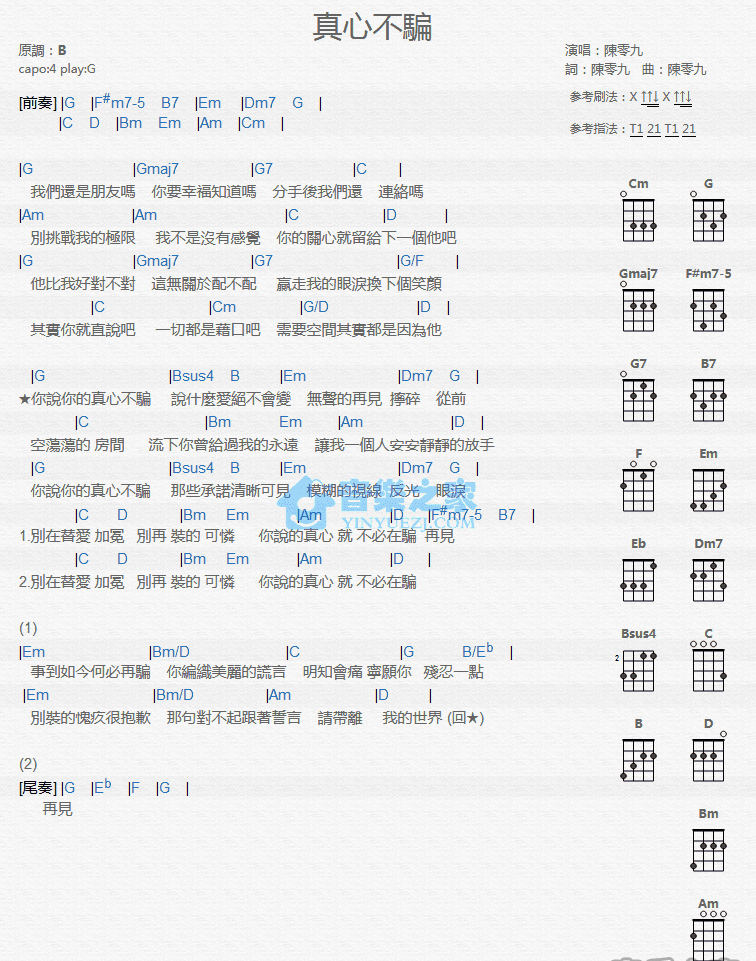 真心不騙
原調：B
capo:4 play:G
演唱：陳零九
詞：陳零九 曲：陳零九
參考刷法：X ↑↑↓ X ↑↑↓
參考指法：T1 21 T1 21
[前奏] |G |F#m7-5 B7 |Em |Dm7 G |
|C D |Bm Em |Am |Cm |
|G |Gmaj7 |G7 |C |
我們還是朋友嗎 你要幸福知道嗎 分手後我們還 連絡嗎
|Am |Am |C |D |
別挑戰我的極限 我不是沒有感覺 你的關心就留給下一個他吧
|G |Gmaj7 |G7 |G/F |
他比我好對不對 這無關於配不配 贏走我的眼淚換下個笑顏
|C |Cm |G/D |D |
其實你就直說吧 一切都是藉口吧 需要空間其實都是因為他
|G |Bsus4 B |Em |Dm7 G |
★你說你的真心不騙 說什麼愛絕不會變 無聲的再見 擰碎 從前
|C |Bm Em |Am |D |
空蕩蕩的 房間 流下你曾給過我的永遠 讓我一個人安安靜靜的放手
|G |Bsus4 B |Em |Dm7 G |
你說你的真心不騙 那些承諾清晰可見 模糊的視線 反光 眼淚
|C D |Bm Em |Am |D |F#m7-5 B7 |
1.別在替愛 加冕 別再 裝的 可憐 你說的真心 就 不必在騙 再見
|C D |Bm Em |Am |D |
2.別在替愛 加冕 別再 裝的 可憐 你說的真心 就 不必在騙
(1)
|Em |Bm/D |C |G B/Eb |
事到如今何必再騙 你編織美麗的謊言 明知會痛 寧願你 殘忍一點
|Em |Bm/D |Am |D |
別裝的愧疚很抱歉 那句對不起跟著誓言 請帶離 我的世界 (回★)
(2)
[尾奏] |G |Eb |F |G |
再見
Cm G
Gmaj7 F#m7-5
G7 B7
F Em
Eb Dm7
Bsus4 C
2
B D
Bm
Am
音樂之家
YINYUEZJ.COM